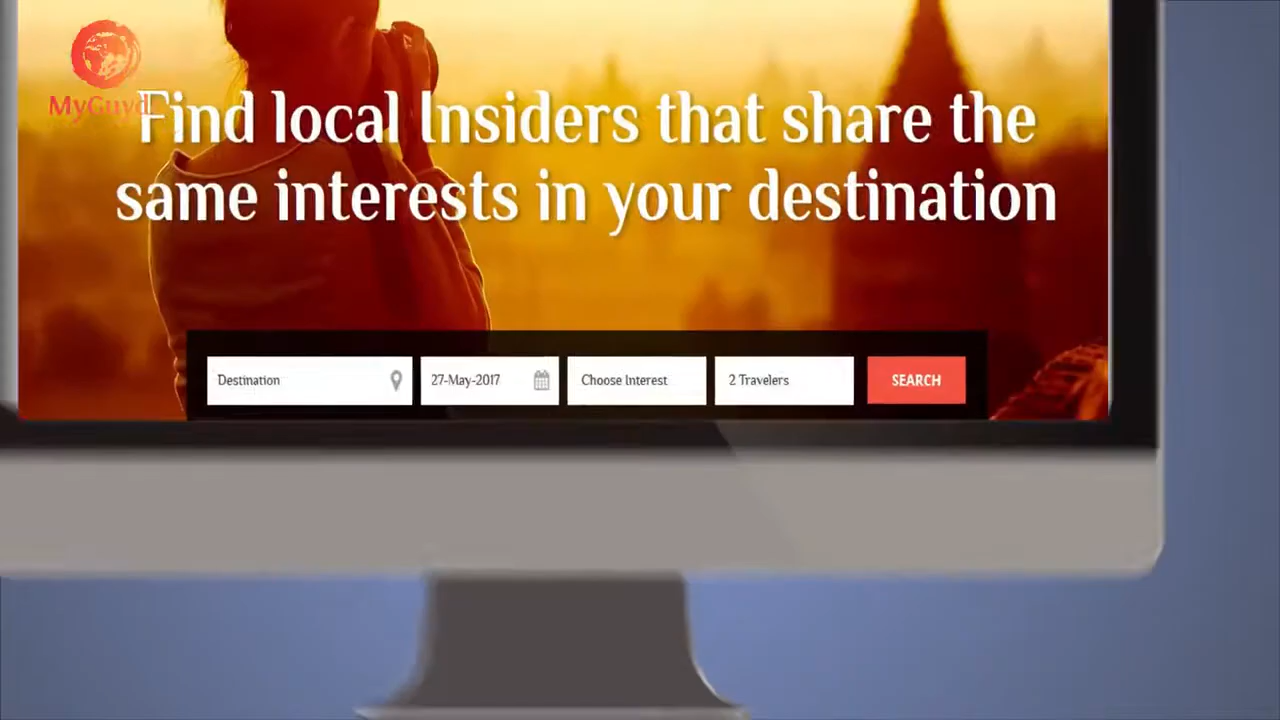 MyGuyd
Find local Insiders that share the
same interests in your destination
Destination
27-May-2017
Choose Interest
2 Travelers
SEARCH